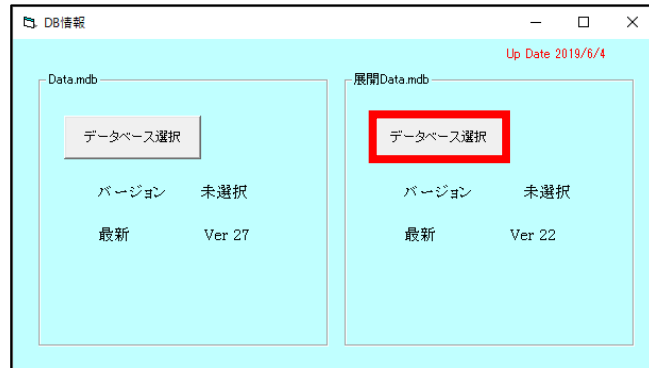 DB情報
Up Date 2019/6/4
Data.mdb
データベース選択
バージョン 未選択
最新 Ver 27
展開Data.mdb
データベース選択
バージョン 未選択
最新 Ver 22